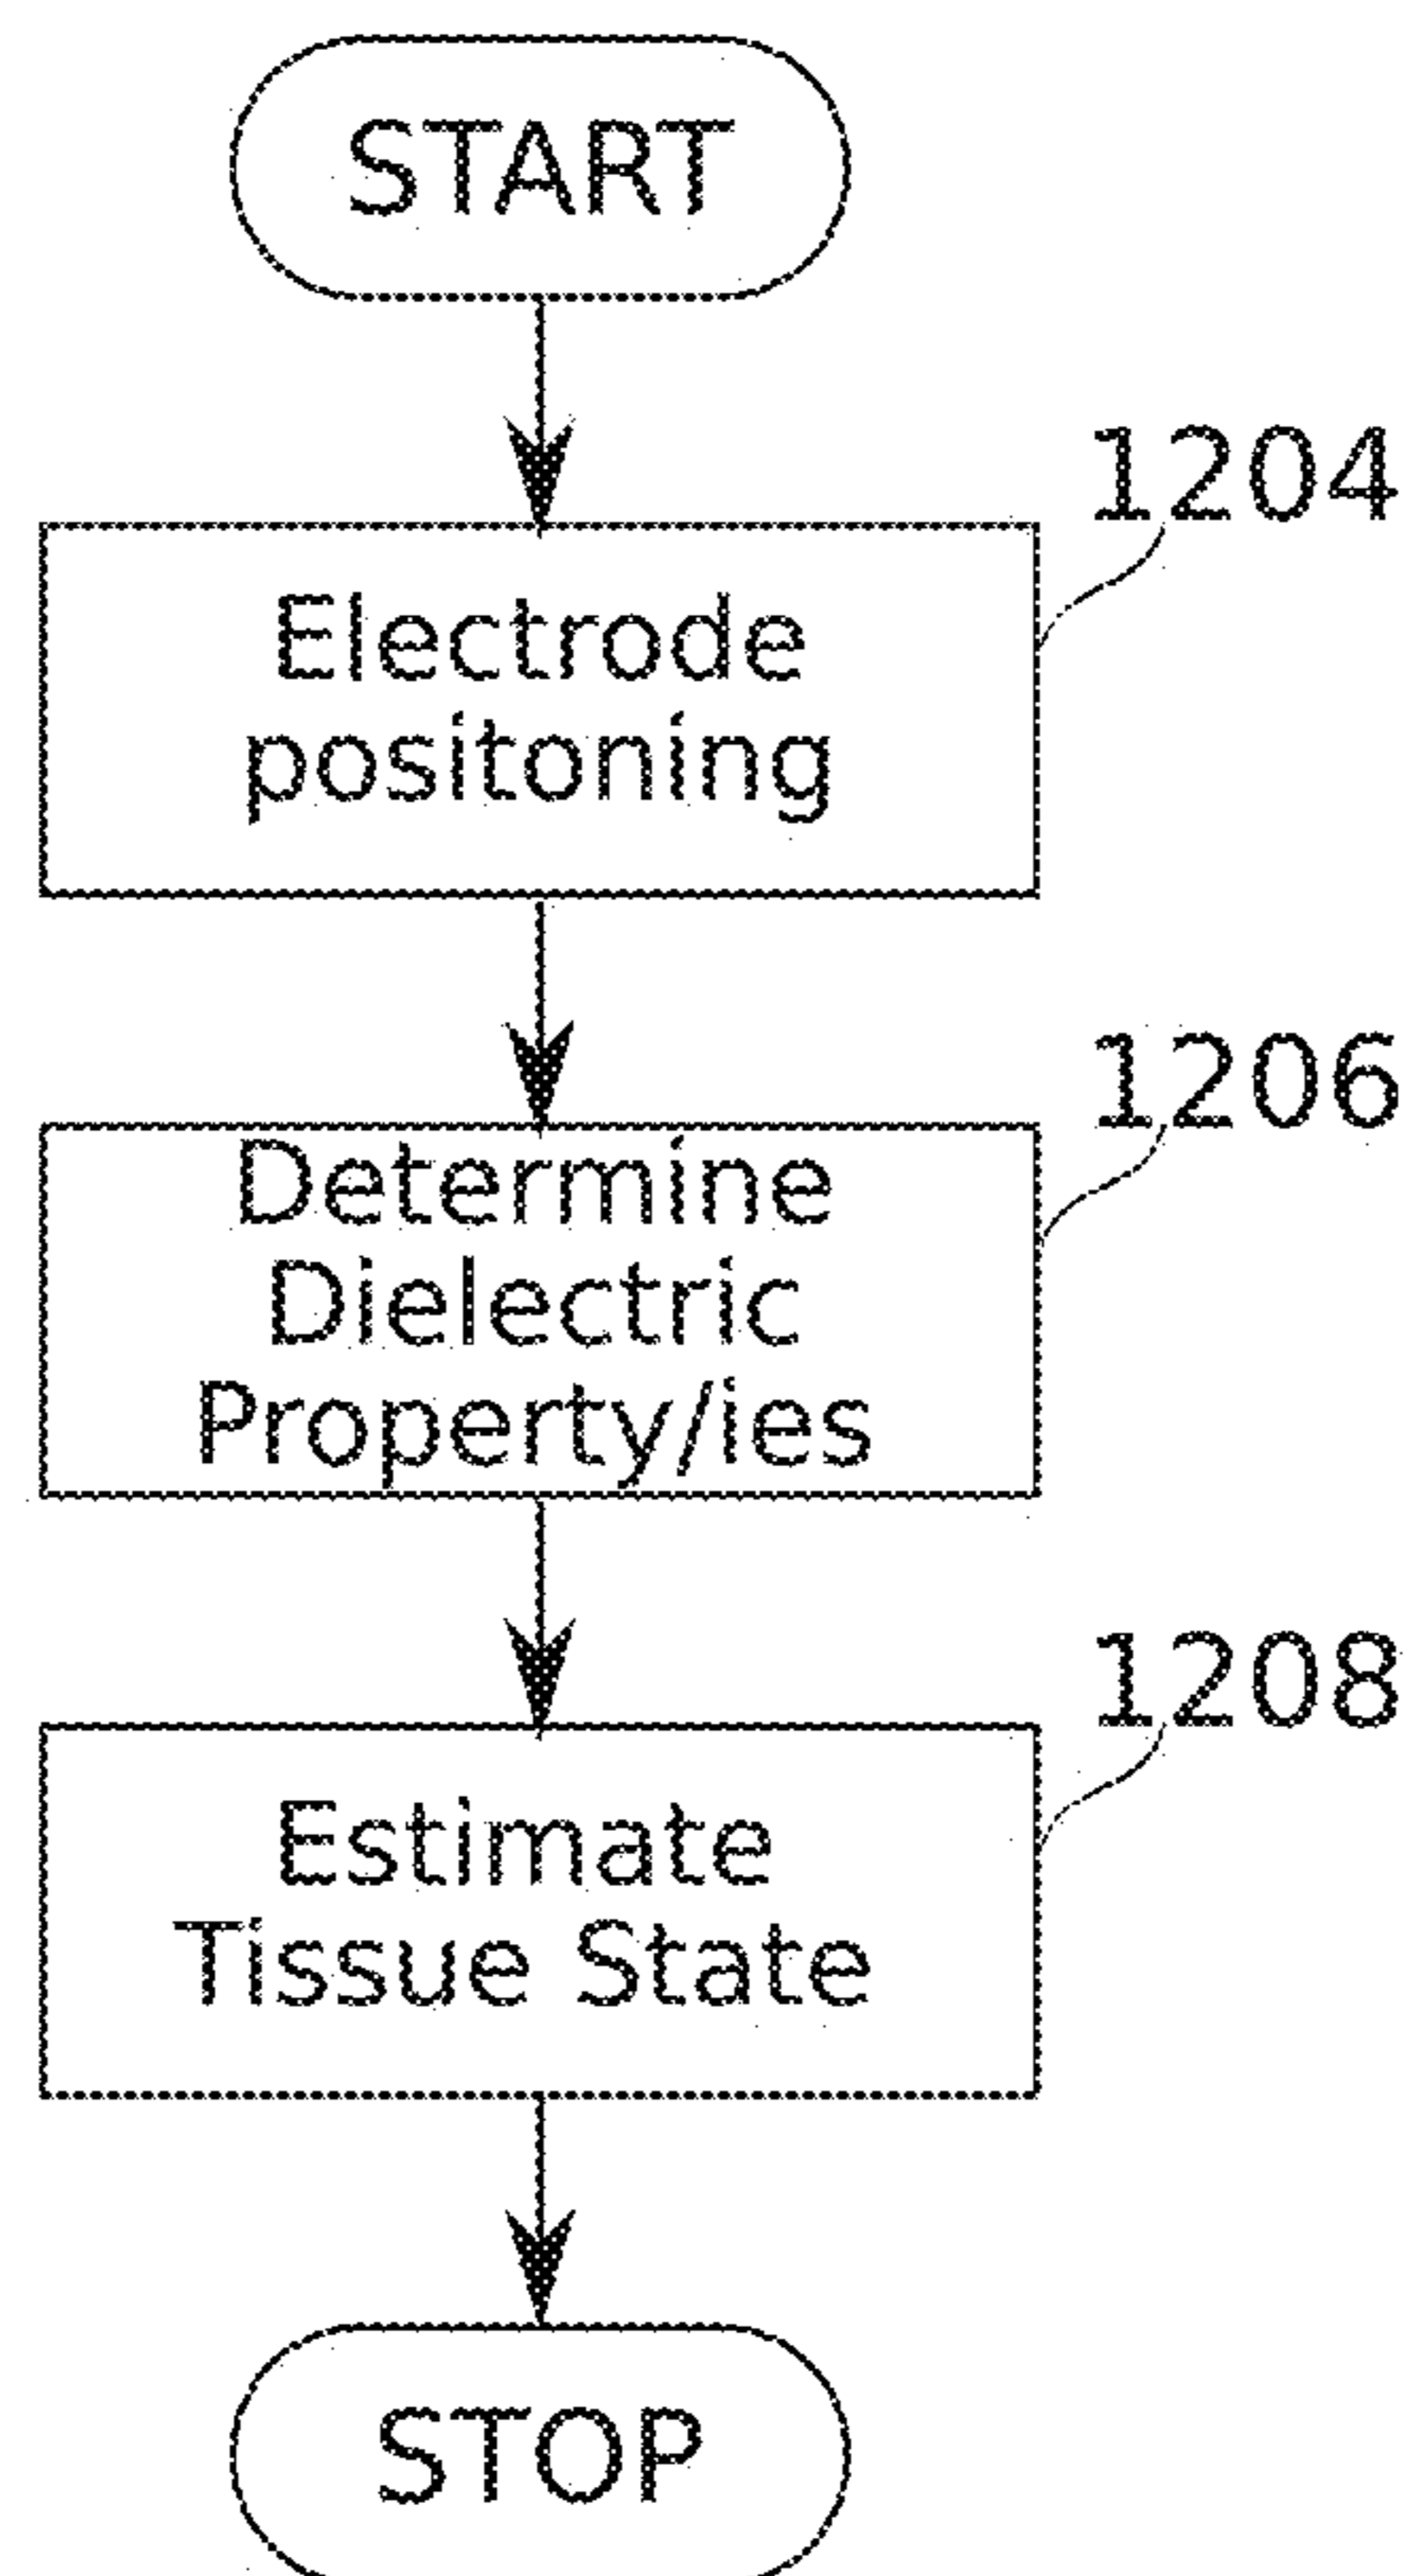 START
1204
Electrode
positoning
1206
Determine
Dielectric
Property/ies
1208
Estimate
Tissue State
STOP